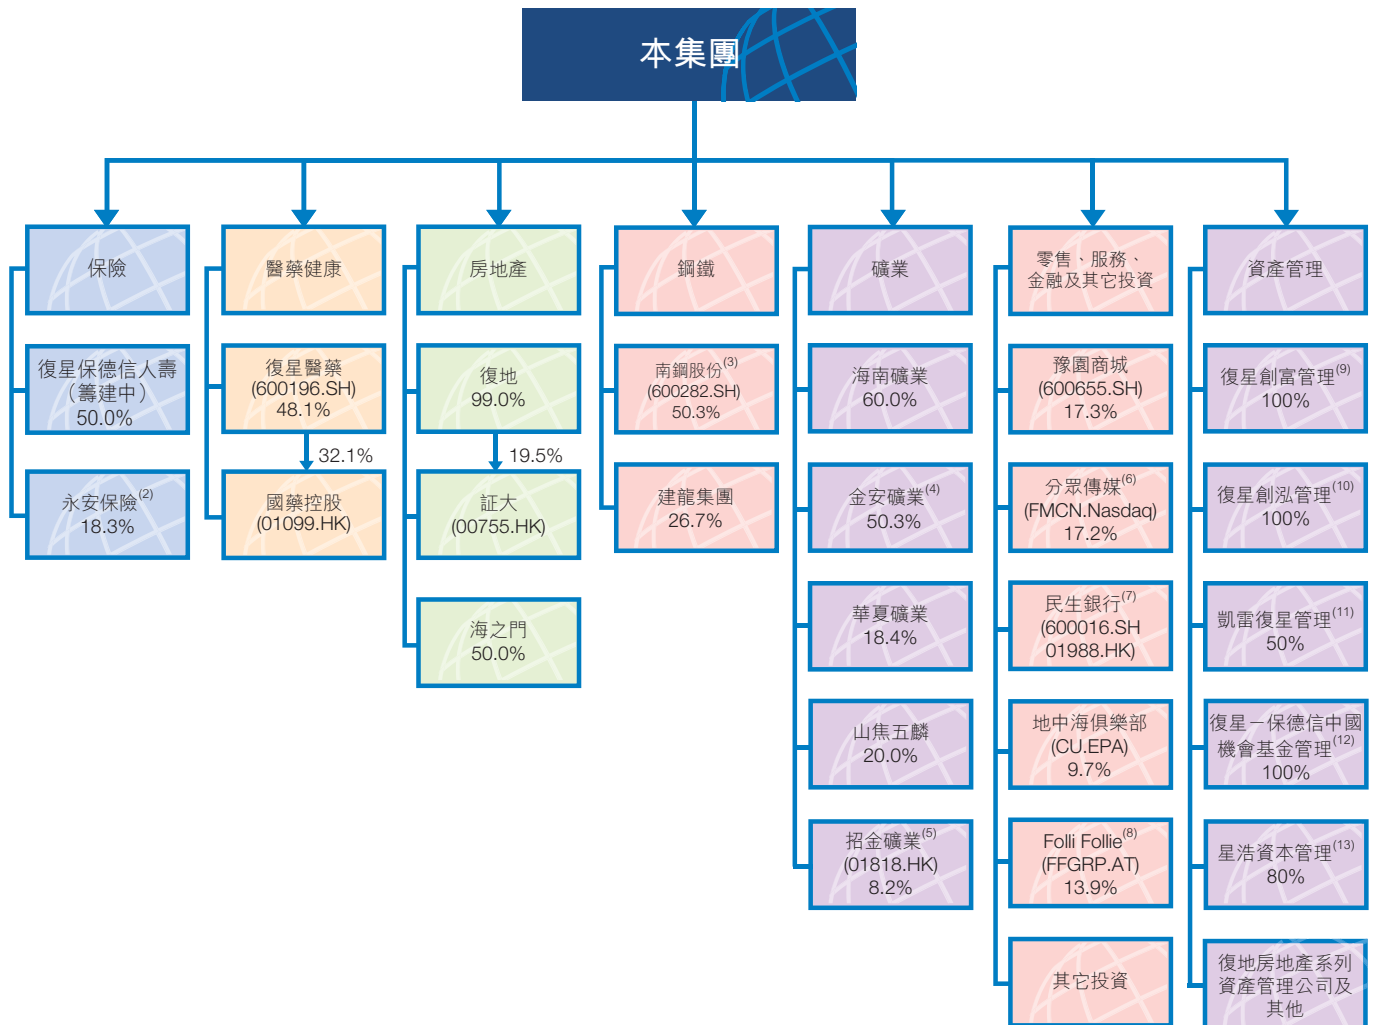 本集團
保險
復星保德信人壽
（籌建中）
50.0%
永安保險(2)
18.3%
醫藥健康
復星醫藥
(600196.SH)
48.1%
32.1%
國藥控股
(01099.HK)
房地產
復地
99.0%
19.5%
証大
(00755.HK)
海之門
50.0%
鋼鐵
南鋼股份(3)
(600282.SH)
50.3%
建龍集團
26.7%
礦業
海南礦業
60.0%
金安礦業(4)
50.3%
華夏礦業
18.4%
山焦五麟
20.0%
招金礦業(5)
(01818.HK)
8.2%
零售、服務、
金融及其它投資
豫園商城
(600655.SH)
17.3%
分眾傳媒(6)
(FMCN.Nasdaq)
17.2%
民生銀行(7)
(600016.SH
01988.HK)
地中海俱樂部
(CU.EPA)
9.7%
Folli Follie(8)
(FFGRP.AT)
13.9%
其它投資
資產管理
復星創富管理(9)
100%
復星創泓管理(10)
100%
凱雷復星管理(11)
50%
復星－保德信中國
機會基金管理(12)
100%
星浩資本管理(13)
80%
復地房地產系列
資產管理公司及
其他